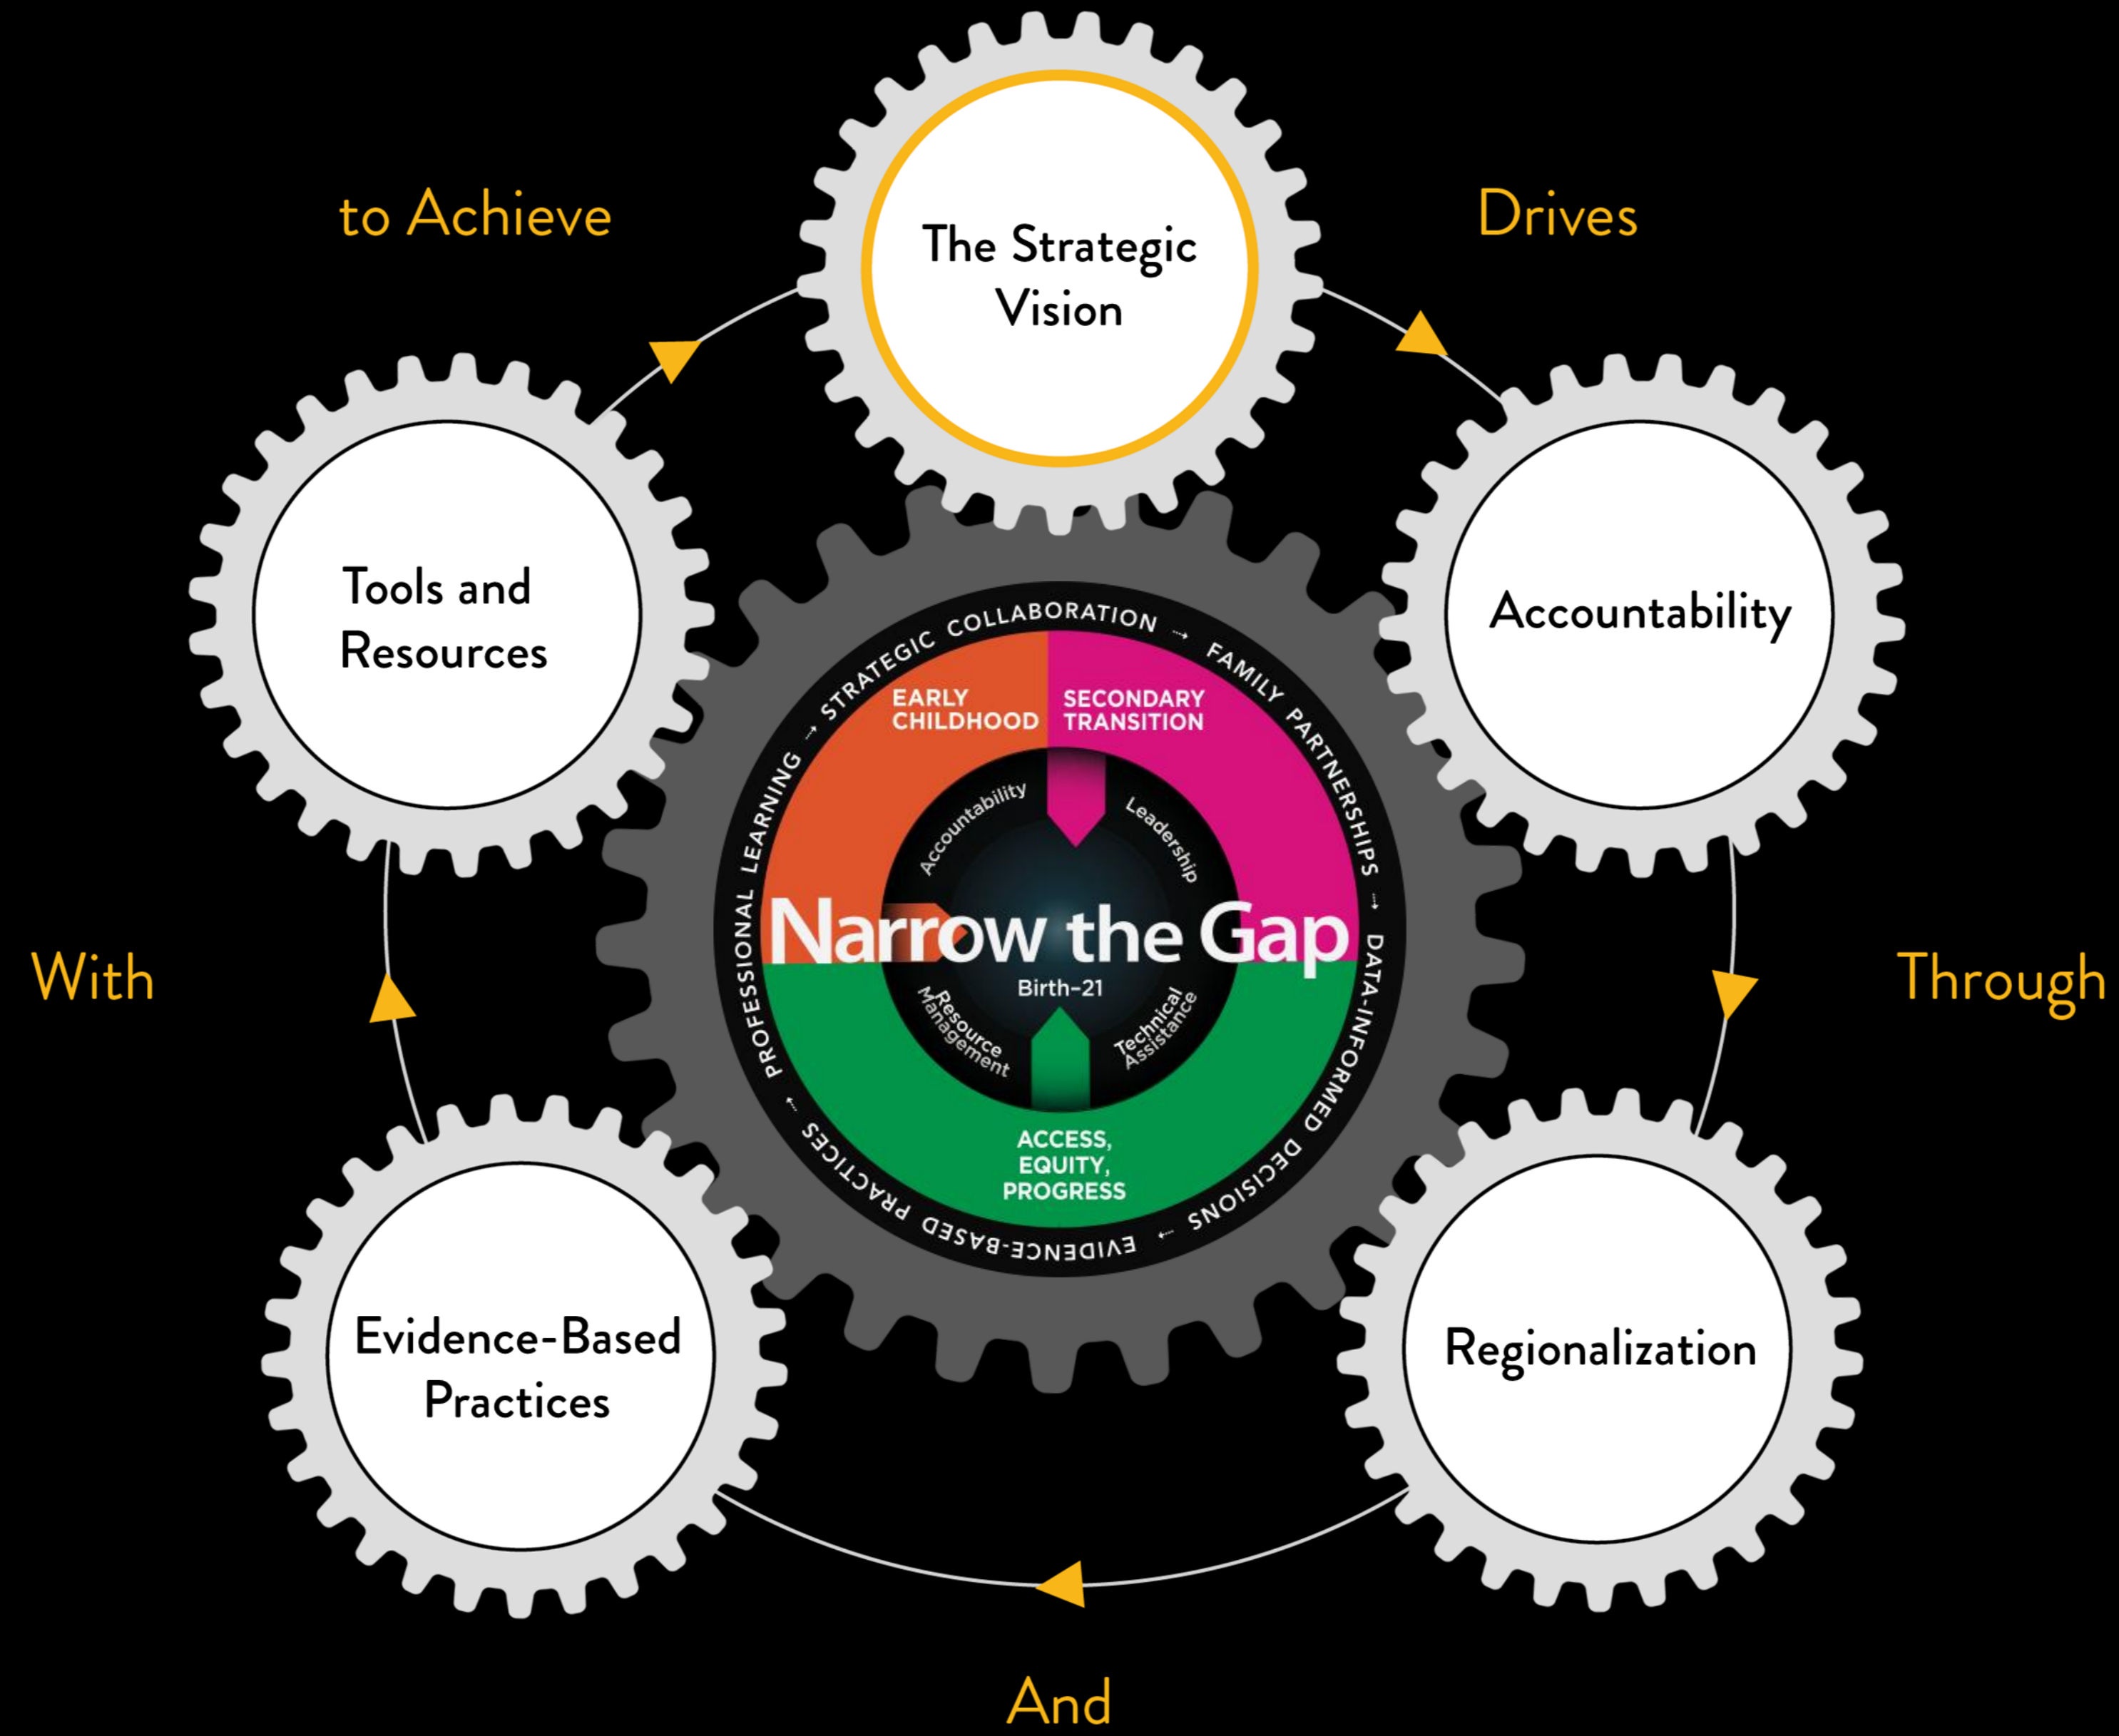 The Strategic
Vision
Drives
Accountability
Through
Regionalization
And
Evidence-Based
Practices
With
Tools and
Resources
to Achieve
STRATEGIC COLLABORATION → FAMILY PARTNERSHIPS → DATA-INFORMED DECISIONS → EVIDENCE-BASED PRACTICES → PROFESSIONAL LEARNING →
EARLY
CHILDHOOD
SECONDARY
TRANSITION
Accountability
Leadership
Narrow the Gap
Birth-21
Resource
Management
Technical
Assistance
ACCESS,
EQUITY,
PROGRESS